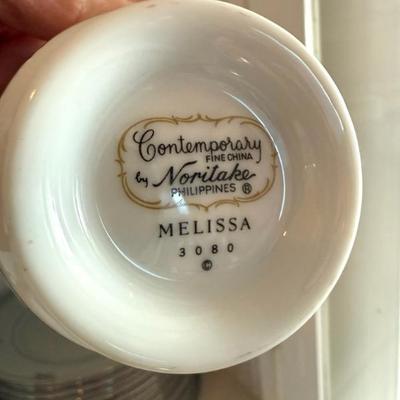 Contemporary
FINE CHINA
by Noritake
PHILIPPINES ®
MELISSA
3080
©